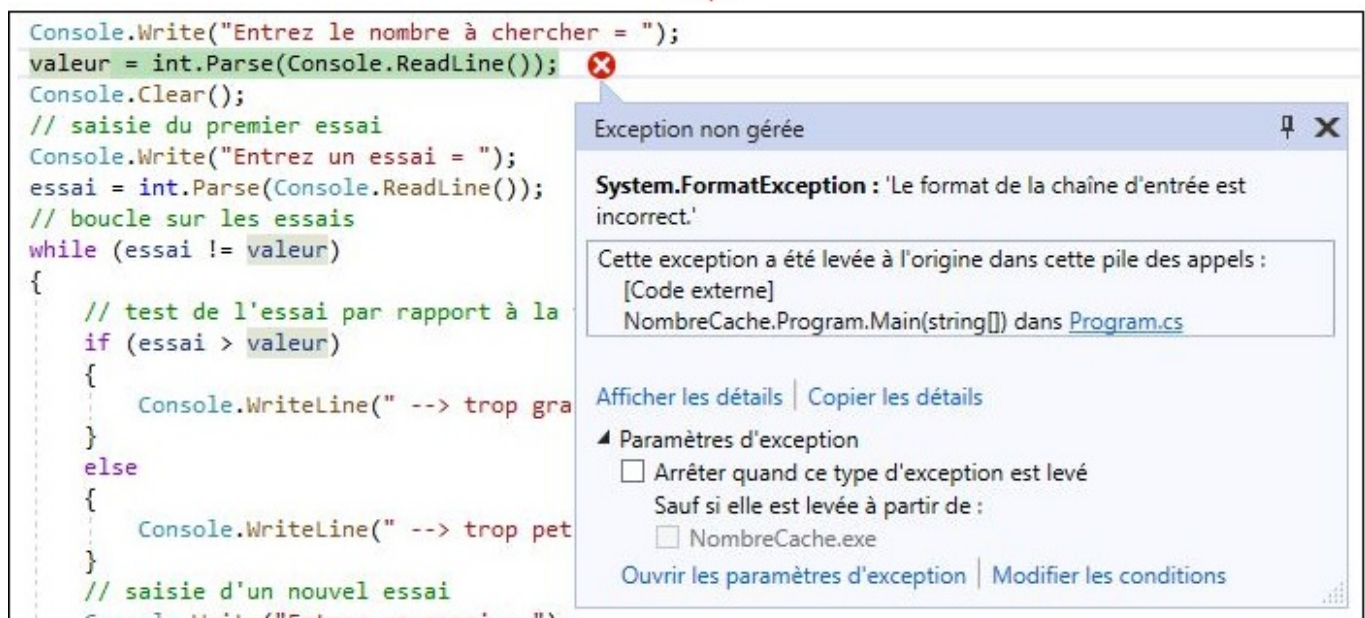 Console.Write("Entrez le nombre à chercher = ");
valeur = int.Parse(Console.ReadLine());
Console.Clear();
// saisie du premier essai
Console.Write("Entrez un essai = ");
essai = int.Parse(Console.ReadLine());
// boucle sur les essais
while (essai != valeur)
{
// test de l'essai par rapport à la
if (essai > valeur)
{
Console.WriteLine(" --> trop gra
}
else
{
Console.WriteLine(" --> trop pet
}
// saisie d'un nouvel essai
Exception non gérée
System.FormatException : 'Le format de la chaîne d'entrée est
incorrect.'
Cette exception a été levée à l'origine dans cette pile des appels :
[Code externe]
NombreCache.Program.Main(string[]) dans Program.cs
Afficher les détails | Copier les détails
Paramètres d'exception
Arrêter quand ce type d'exception est levé
Sauf si elle est levée à partir de :
NombreCache.exe
Ouvrir les paramètres d'exception | Modifier les conditions